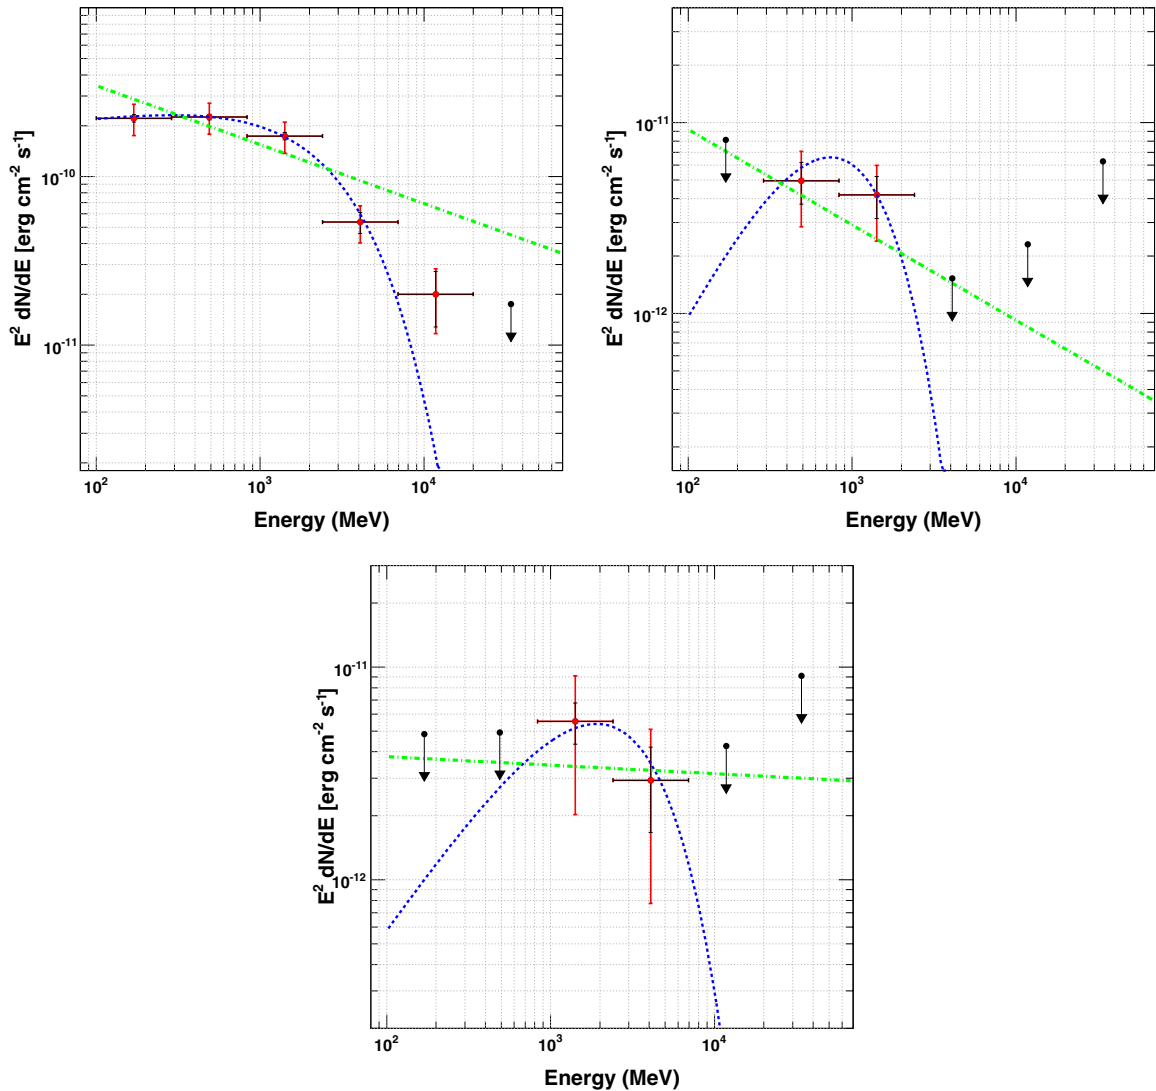 E² dN/dE [erg cm⁻² s⁻¹]
10⁻¹⁰
10⁻¹¹
10² 10³ 10⁴
Energy (MeV)
E² dN/dE [erg cm⁻² s⁻¹]
10⁻¹¹
10⁻¹²
10² 10³ 10⁴
Energy (MeV)
E² dN/dE [erg cm⁻² s⁻¹]
10⁻¹¹
10⁻¹²
10² 10³ 10⁴
Energy (MeV)